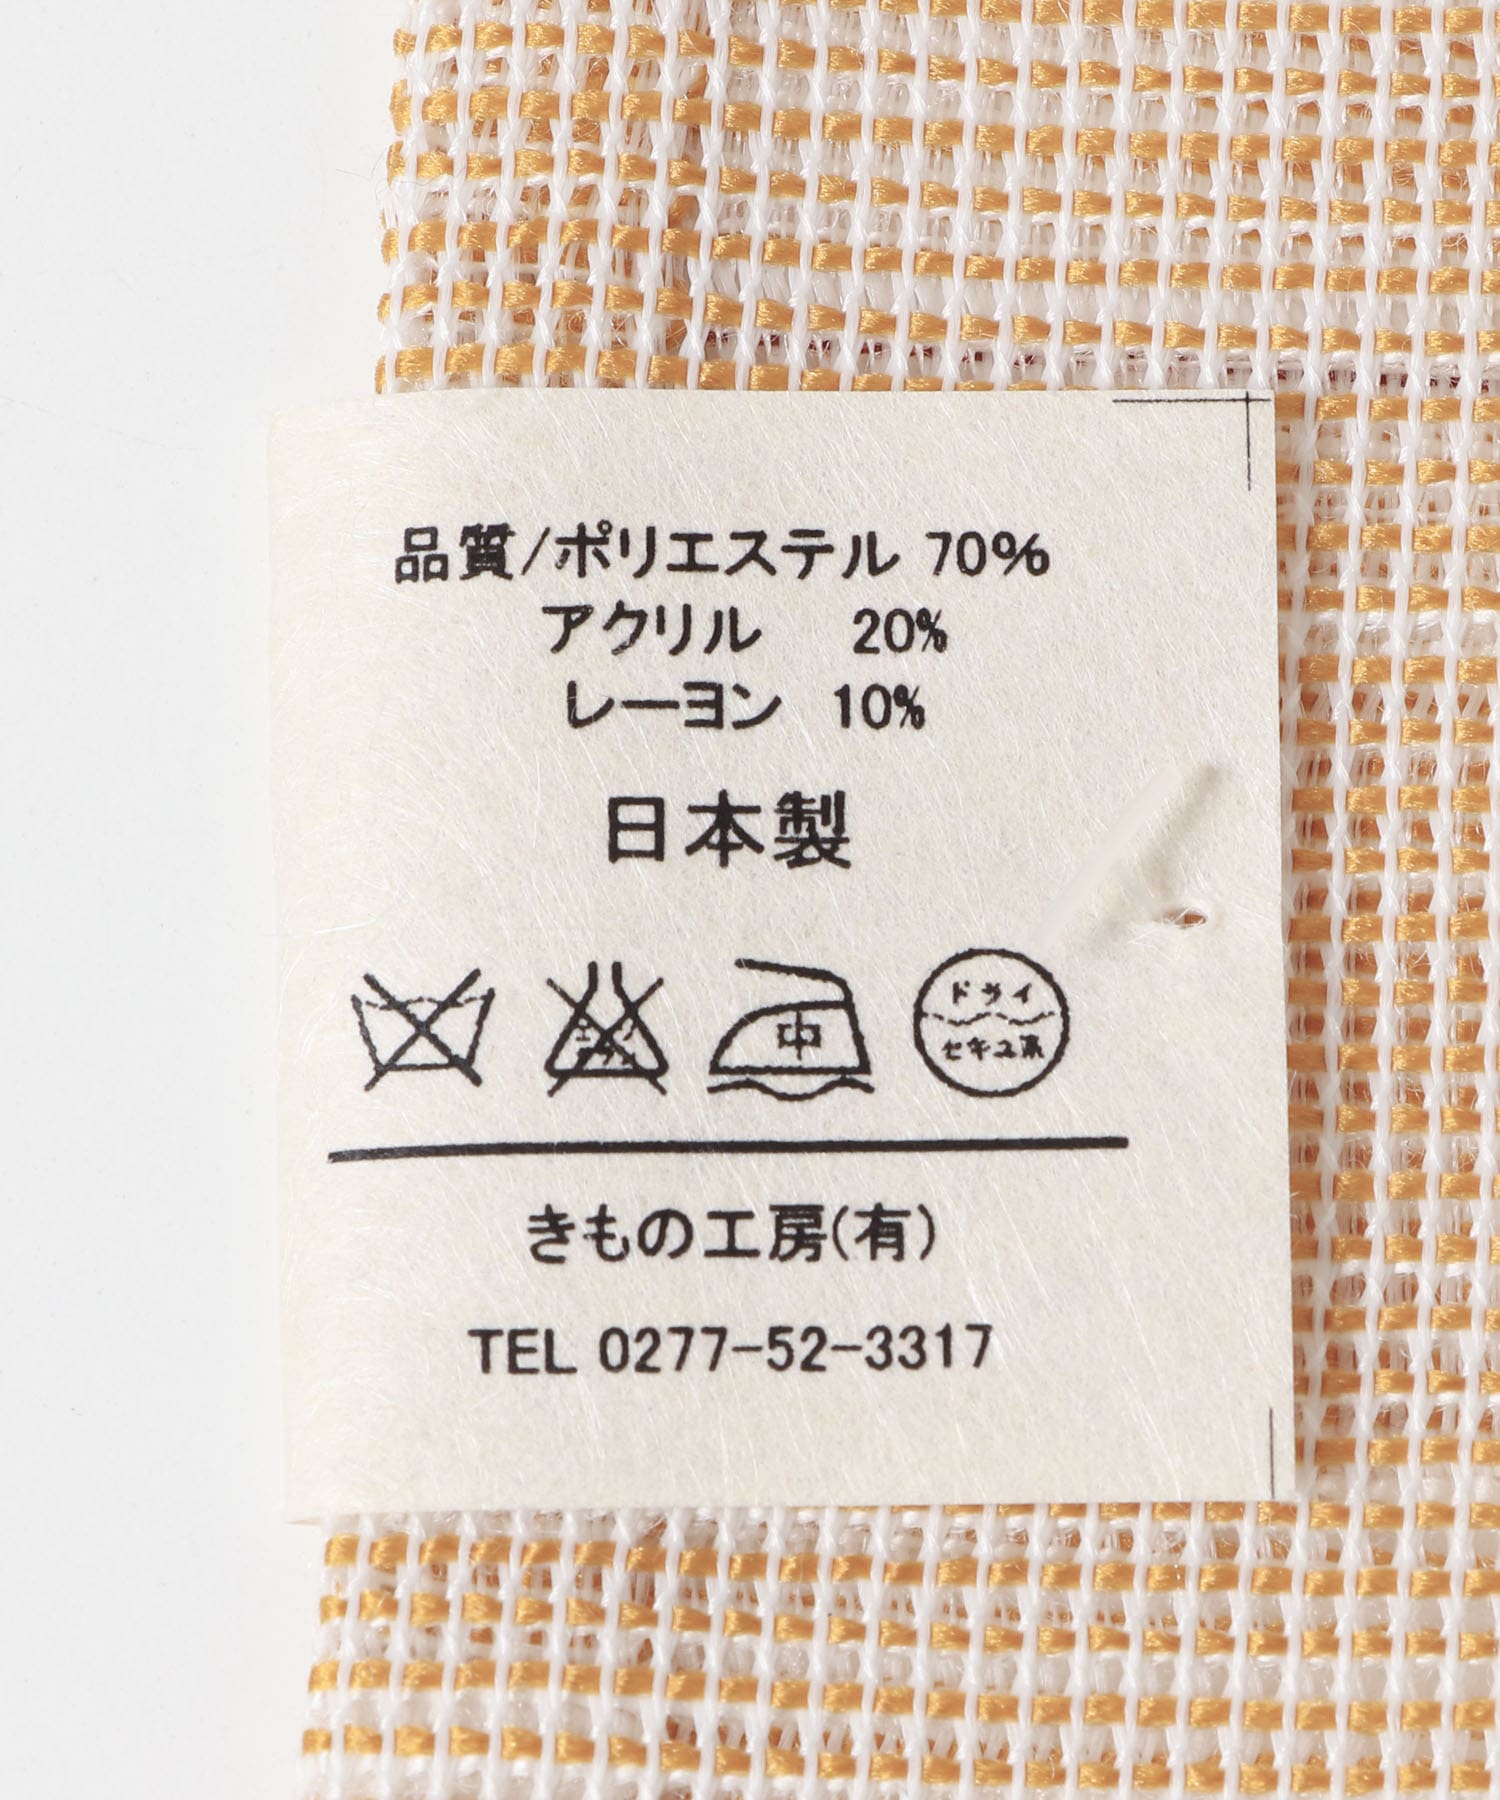 品質/ポリエステル 70%
アクリル 20%
レーヨン 10%
日本製
中
ドライ
セキユ系
きもの工房(有)
TEL 0277-52-3317